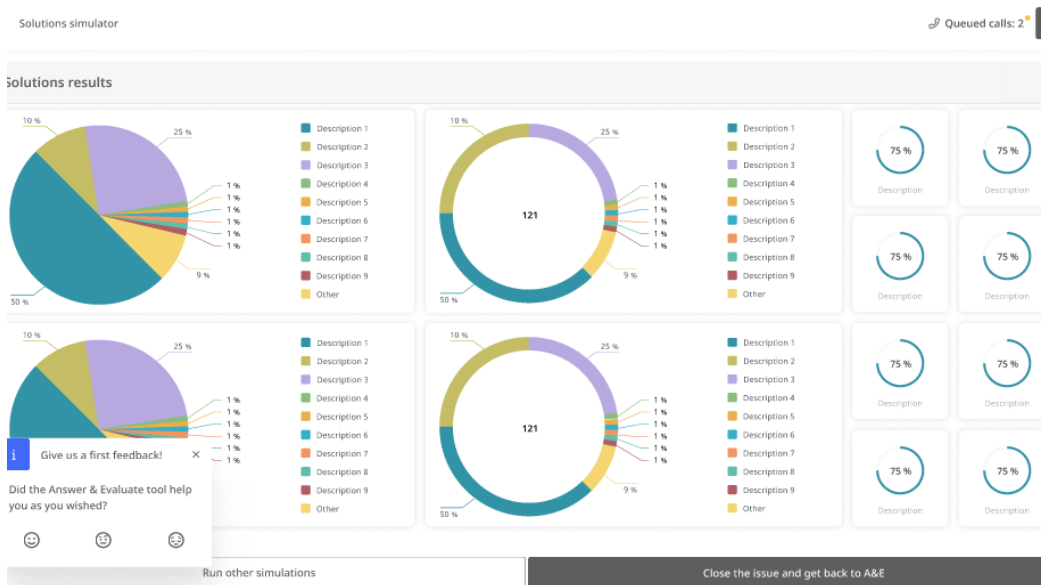 Solutions simulator
Queued calls: 2
Solutions results
10 %
25 %
1 %
1 %
1 %
1 %
1 %
1 %
9 %
50 %
Description 1
Description 2
Description 3
Description 4
Description 5
Description 6
Description 7
Description 8
Description 9
Other
10 %
25 %
1 %
1 %
1 %
1 %
1 %
1 %
9 %
50 %
121
Description 1
Description 2
Description 3
Description 4
Description 5
Description 6
Description 7
Description 8
Description 9
Other
75 %
Description
75 %
Description
75 %
Description
75 %
Description
10 %
25 %
1 %
1 %
1 %
1 %
1 %
1 %
Description 1
Description 2
Description 3
Description 4
Description 5
Description 6
Description 7
Description 8
Description 9
Other
10 %
25 %
1 %
1 %
1 %
1 %
1 %
1 %
9 %
50 %
121
Description 1
Description 2
Description 3
Description 4
Description 5
Description 6
Description 7
Description 8
Description 9
Other
75 %
Description
75 %
Description
75 %
Description
75 %
Description
i
Give us a first feedback!
Did the Answer & Evaluate tool help
you as you wished?
Run other simulations
Close the issue and get back to A&E